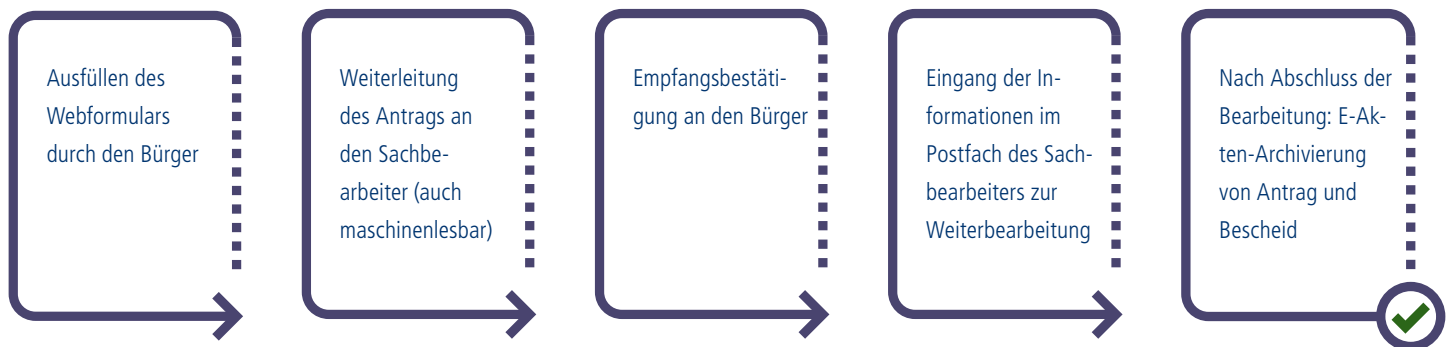 Ausfüllen des
Webformulars
durch den Bürger
Weiterleitung
des Antrags an
den Sachbe-
arbeiter (auch
maschinenlesbar)
Empfangsbestäti-
gung an den Bürger
Eingang der In-
formationen im
Postfach des Sach-
bearbeiters zur
Weiterbearbeitung
Nach Abschluss der
Bearbeitung: E-Ak-
ten-Archivierung
von Antrag und
Bescheid